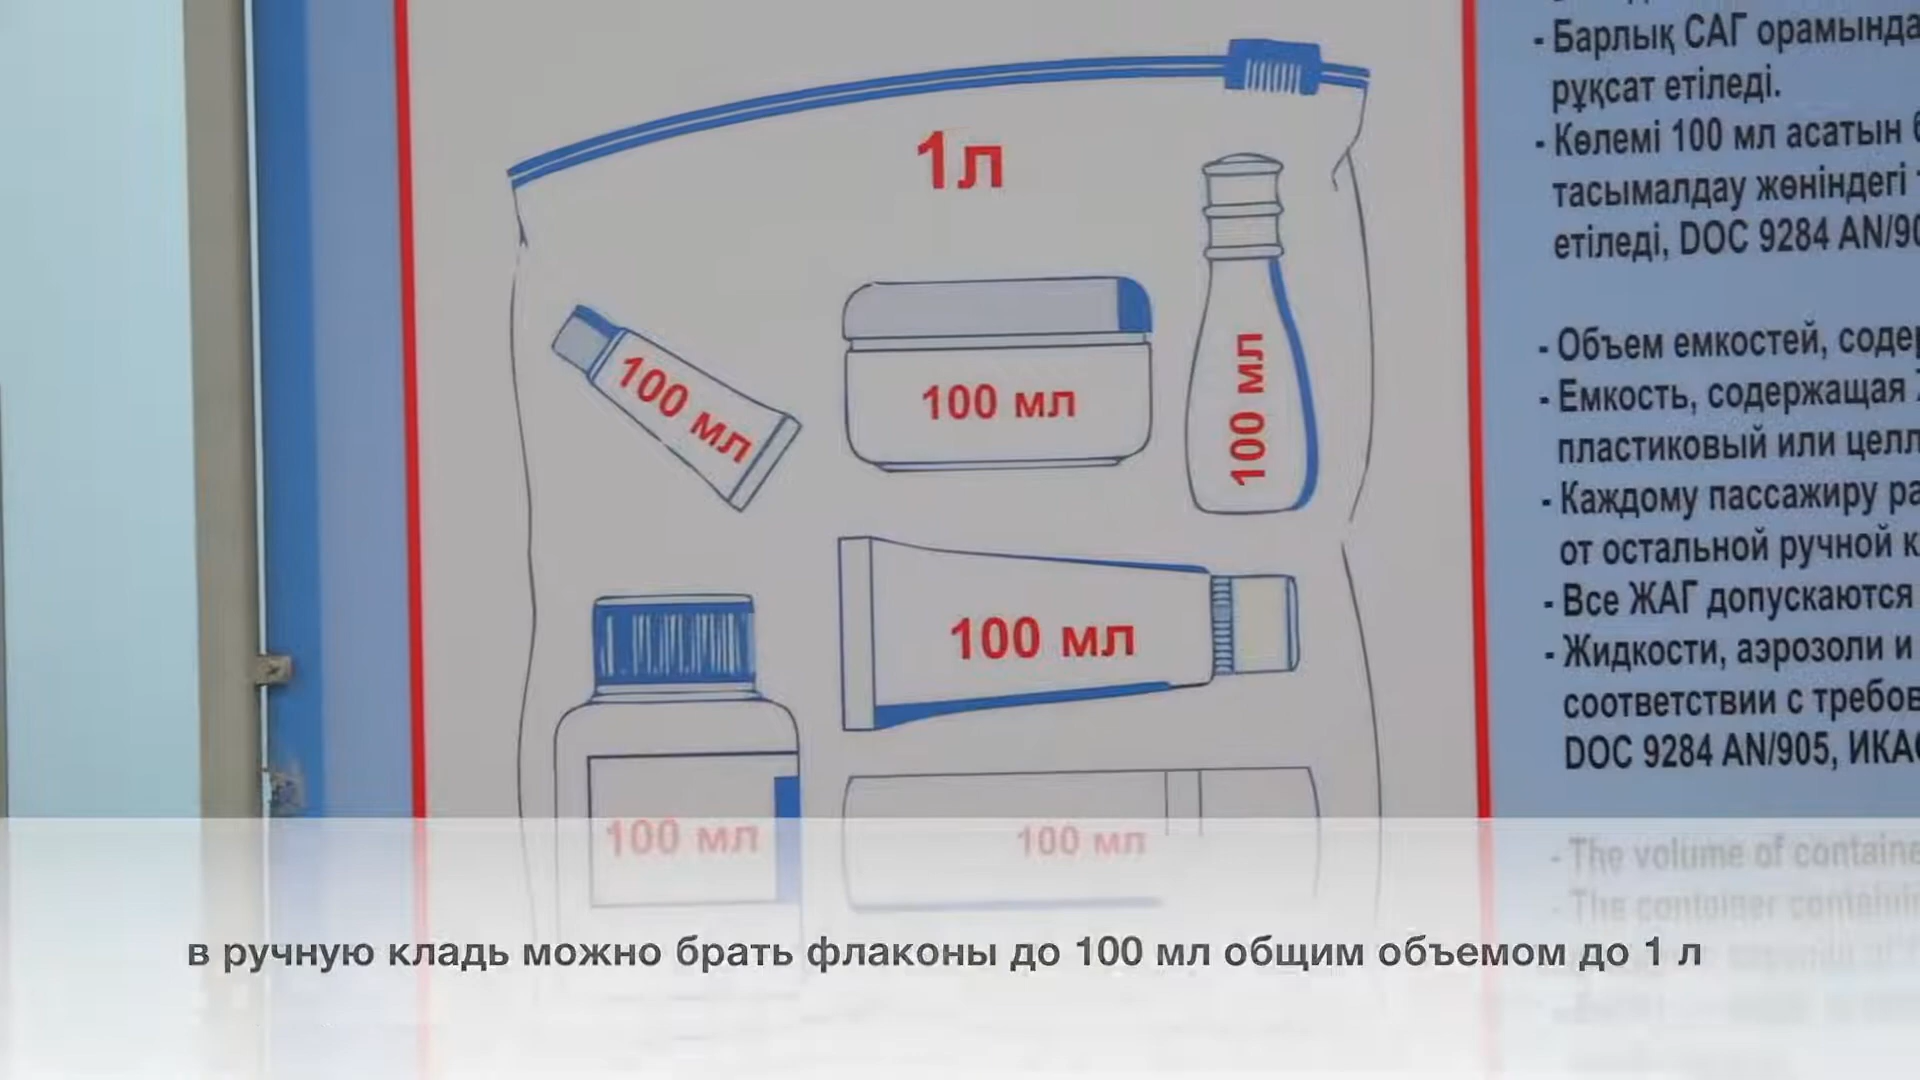 1л
100 мл
100 мл
100 мл
100 мл
100 мл
100 мл
- Барлық САГ орамында
рұқсат етіледі.
- Көлемі 100 мл асатын
тасымалдау жөніндегі
етіледі, DOC 9284 AN/90
- Объем емкостей, содер
- Емкость, содержащая
пластиковый или целл
- Каждому пассажиру ра
от остальной ручной к
- Все ЖАГ допускаются
- Жидкости, аэрозоли и
соответствии с требов
DOC 9284 AN/905, ИКАО
- The volume of containe
- The container containin
в ручную кладь можно брать флаконы до 100 мл общим объемом до 1 л